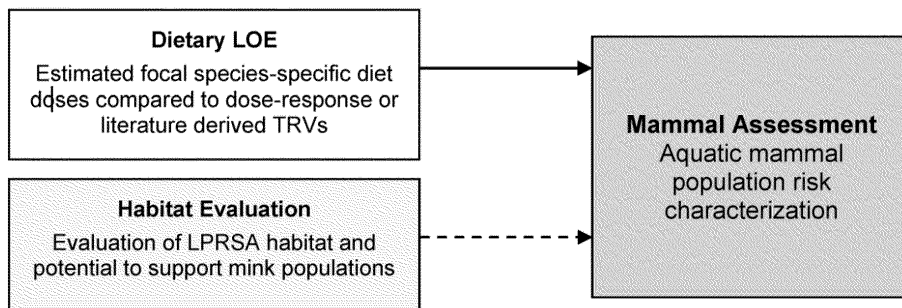 Dietary LOE
Estimated focal species-specific diet
doses compared to dose-response or
literature derived TRVs
Habitat Evaluation
Evaluation of LPRSA habitat and
potential to support mink populations
Mammal Assessment
Aquatic mammal
population risk
characterization